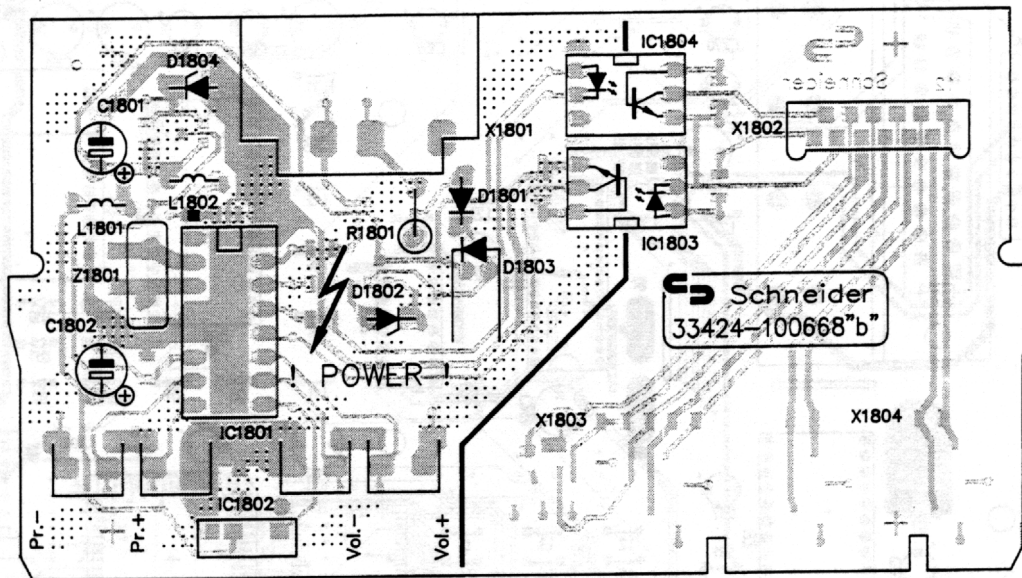 IC1804
D1804
C1801
Schneider
X1801
X1802
L1802
D1801
R1801
IC1803
L1801
D1803
Z1801
D1802
Schneider
33424-100668"b"
C1802
! POWER !
X1803
X1804
IC1801
IC1802
Pr.-
Pr.+
Vol.-
Vol.+